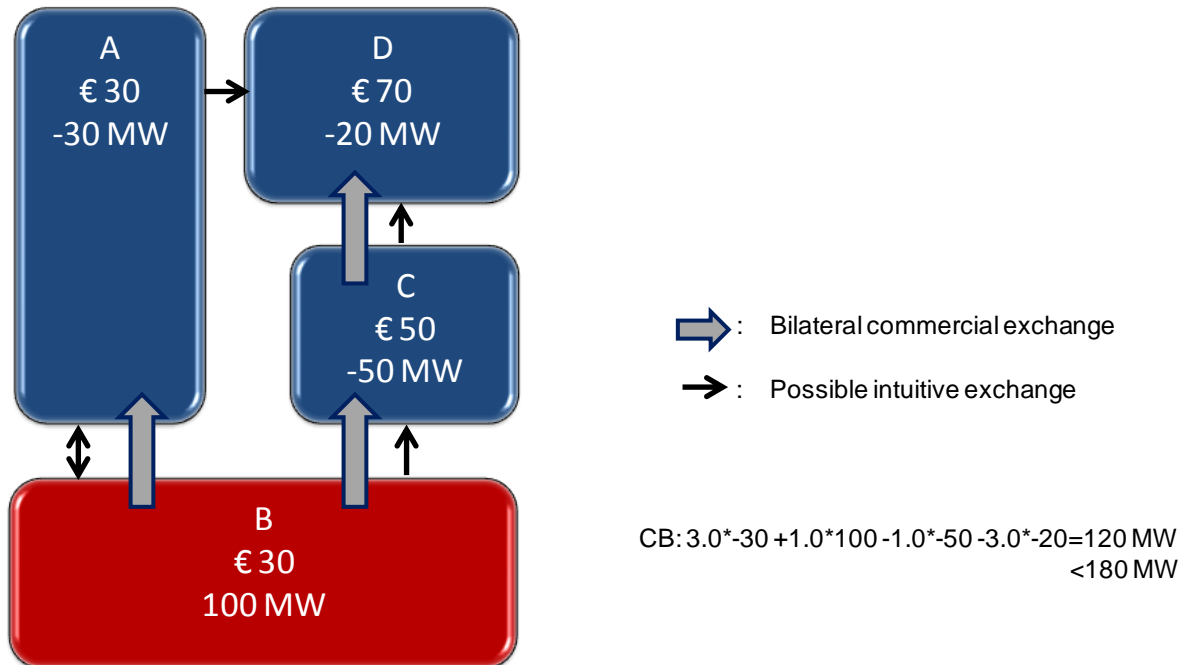 A
€ 30
-30 MW
D
€ 70
-20 MW
C
€ 50
-50 MW
B
€ 30
100 MW
: Bilateral commercial exchange
: Possible intuitive exchange
CB: 3.0*-30 +1.0*100 -1.0*-50 -3.0*-20=120 MW
<180 MW